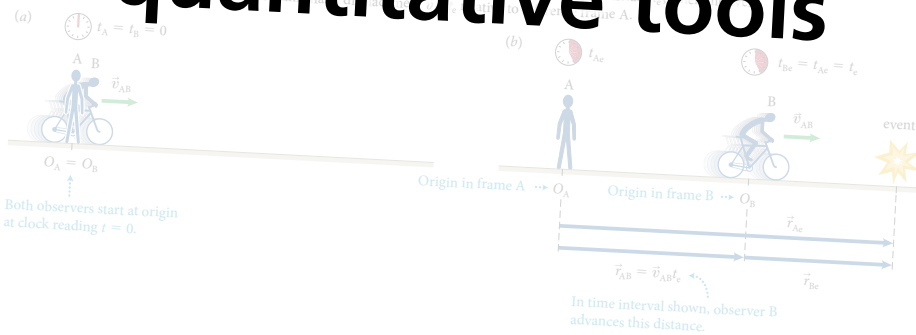 quantitative tools
(a)
t_A = t_B = 0
A B
v⃗_AB
O_A = O_B
Both observers start at origin
at clock reading t = 0.
(b)
t_Ae
t_Be = t_Ae = t_e
A
B
v⃗_AB
event
Origin in frame A
O_A
Origin in frame B
O_B
r⃗_Ae
r⃗_AB = v⃗_AB t_e
r⃗_Be
In time interval shown, observer B
advances this distance.